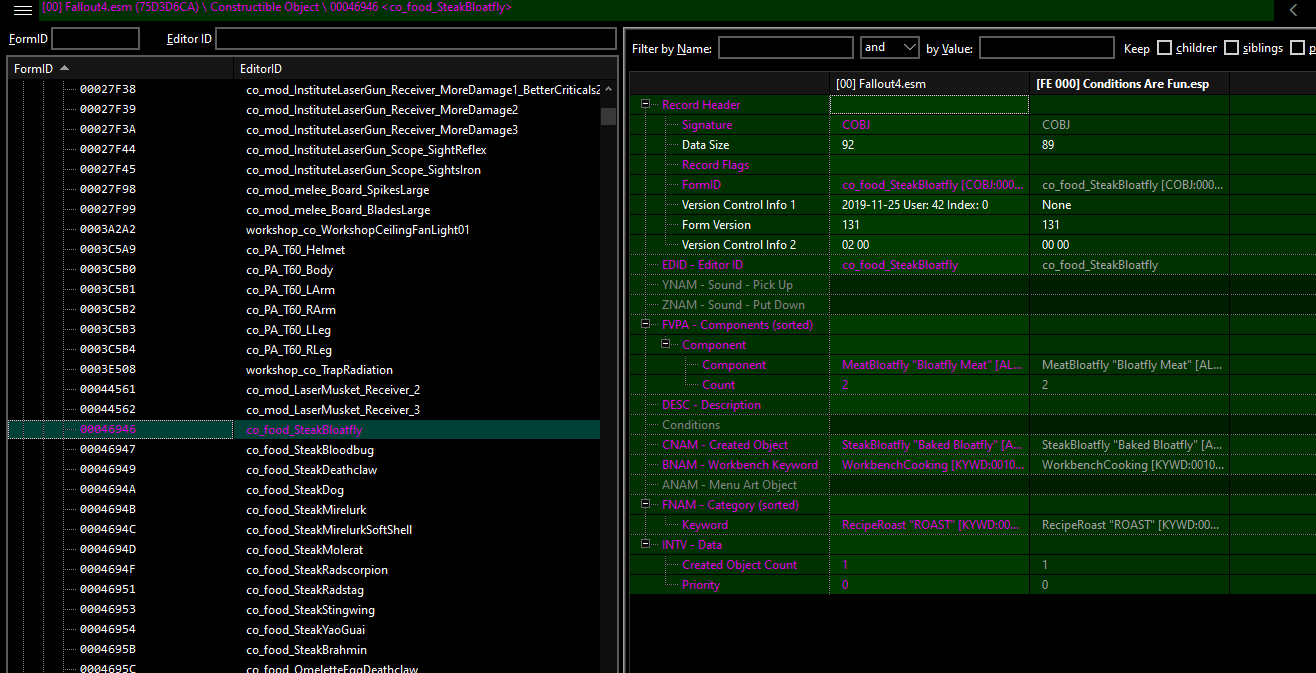 [00] Fallout4.esm (75D3D6CA) \ Constructible Object \ 00046946 <co_food_SteakBloatfly>
FormID
Editor ID
FormID EditorID
00027F38 co_mod_InstituteLaserGun_Receiver_MoreDamage1_BetterCriticals2
00027F39 co_mod_InstituteLaserGun_Receiver_MoreDamage2
00027F3A co_mod_InstituteLaserGun_Receiver_MoreDamage3
00027F44 co_mod_InstituteLaserGun_Scope_SightReflex
00027F45 co_mod_InstituteLaserGun_Scope_SightsIron
00027F98 co_mod_melee_Board_SpikesLarge
00027F99 co_mod_melee_Board_BladesLarge
0003A2A2 workshop_co_WorkshopCeilingFanLight01
0003C5A9 co_PA_T60_Helmet
0003C5B0 co_PA_T60_Body
0003C5B1 co_PA_T60_LArm
0003C5B2 co_PA_T60_RArm
0003C5B3 co_PA_T60_LLeg
0003C5B4 co_PA_T60_RLeg
0003E508 workshop_co_TrapRadiation
00044561 co_mod_LaserMusket_Receiver_2
00044562 co_mod_LaserMusket_Receiver_3
00046946 co_food_SteakBloatfly
00046947 co_food_SteakBloodbug
00046949 co_food_SteakDeathclaw
0004694A co_food_SteakDog
0004694B co_food_SteakMirelurk
0004694C co_food_SteakMirelurkSoftShell
0004694D co_food_SteakMolerat
0004694F co_food_SteakRadscorpion
00046951 co_food_SteakRadstag
00046953 co_food_SteakStingwing
00046954 co_food_SteakYaoGuai
0004695B co_food_SteakBrahmin
0004695C co_food_OmeletteEggDeathclaw
Filter by Name: and by Value: Keep children siblings p
[00] Fallout4.esm [FE 000] Conditions Are Fun.esp
Record Header
Signature COBJ COBJ
Data Size 92 89
Record Flags
FormID co_food_SteakBloatfly [COBJ:000... co_food_SteakBloatfly [COBJ:000...
Version Control Info 1 2019-11-25 User: 42 Index: 0 None
Form Version 131 131
Version Control Info 2 02 00 00 00
EDID - Editor ID co_food_SteakBloatfly co_food_SteakBloatfly
YNAM - Sound - Pick Up
ZNAM - Sound - Put Down
FVPA - Components (sorted)
Component
Component MeatBloatfly "Bloatfly Meat" [AL... MeatBloatfly "Bloatfly Meat" [AL...
Count 2 2
DESC - Description
Conditions
CNAM - Created Object SteakBloatfly "Baked Bloatfly" [A... SteakBloatfly "Baked Bloatfly" [A...
BNAM - Workbench Keyword WorkbenchCooking [KYWD:0010... WorkbenchCooking [KYWD:0010...
ANAM - Menu Art Object
FNAM - Category (sorted)
Keyword RecipeRoast "ROAST" [KYWD:00... RecipeRoast "ROAST" [KYWD:00...
INTV - Data
Created Object Count 1 1
Priority 0 0